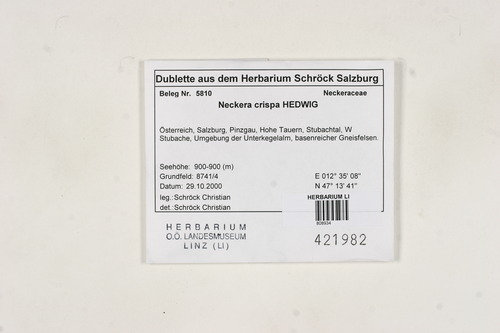 Dublette aus dem Herbarium Schröck Salzburg
Beleg Nr. 5810 Neckeraceae
Neckera crispa HEDWIG
Österreich, Salzburg, Pinzgau, Hohe Tauern, Stubachtal, W
Stubache, Umgebung der Unterkegelalm, basenreicher Gneisfelsen.
Seehöhe: 900-900 (m)
Grundfeld: 8741/4 E 012° 35' 08"
Datum: 29.10.2000 N 47° 13' 41"
leg.: Schröck Christian HERBARIUM LI
det.: Schröck Christian
HERBARIUM
O.Ö. LANDESMUSEUM
LINZ (LI)
421982